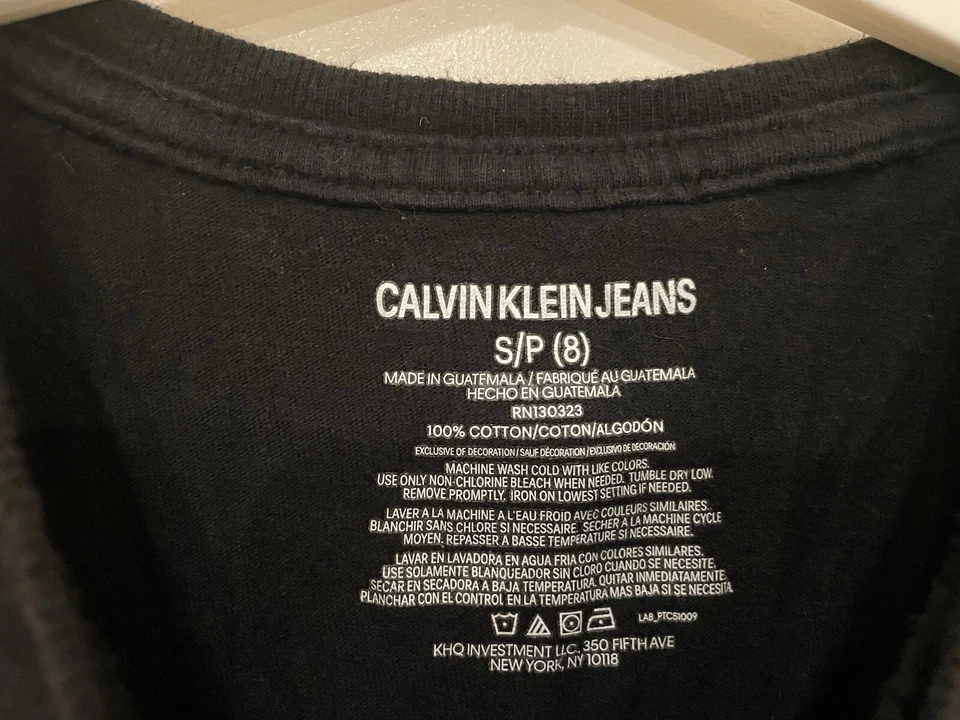 CALVIN KLEIN JEANS
S/P (8)
MADE IN GUATEMALA / FABRIQUÉ AU GUATEMALA
HECHO EN GUATEMALA
RN130323
100% COTTON/COTON/ALGODÓN
EXCLUSIVE OF DECORATION/SAUF DÉCORATION/EXCLUSIVO DE DECORACIÓN
MACHINE WASH COLD WITH LIKE COLORS.
USE ONLY NON-CHLORINE BLEACH WHEN NEEDED. TUMBLE DRY LOW.
REMOVE PROMPTLY. IRON ON LOWEST SETTING IF NEEDED.
LAVER A LA MACHINE A L'EAU FROID AVEC COULEURS SIMILAIRES.
BLANCHIR SANS CHLORE SI NECESSAIRE. SECHER A LA MACHINE CYCLE
MOYEN. REPASSER A BASSE TEMPERATURE SI NECESSAIRE.
LAVAR EN LAVADORA EN AGUA FRIA CON COLORES SIMILARES.
USE SOLAMENTE BLANQUEADOR SIN CLORO CUANDO SE NECESITE.
SECAR EN SECADORA A BAJA TEMPERATURA. QUITAR INMEDIATAMENTE.
PLANCHAR CON EL CONTROL EN LA TEMPERATURA MAS BAJA SI SE NECESITA
LAB_PTC51009
KHQ INVESTMENT LLC, 350 FIFTH AVE
NEW YORK, NY 10118